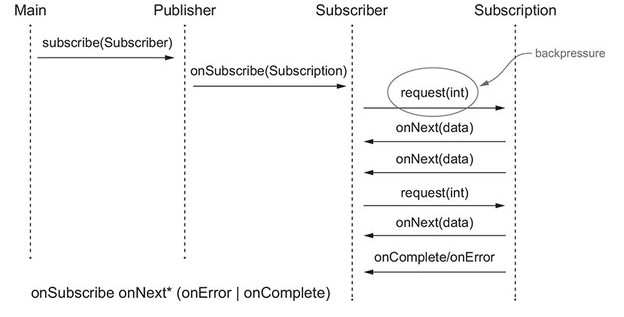 Main
Publisher
Subscriber
Subscription
subscribe(Subscriber)
onSubscribe(Subscription)
backpressure
request(int)
onNext(data)
onNext(data)
request(int)
onNext(data)
onComplete/onError
onSubscribe onNext* (onError | onComplete)